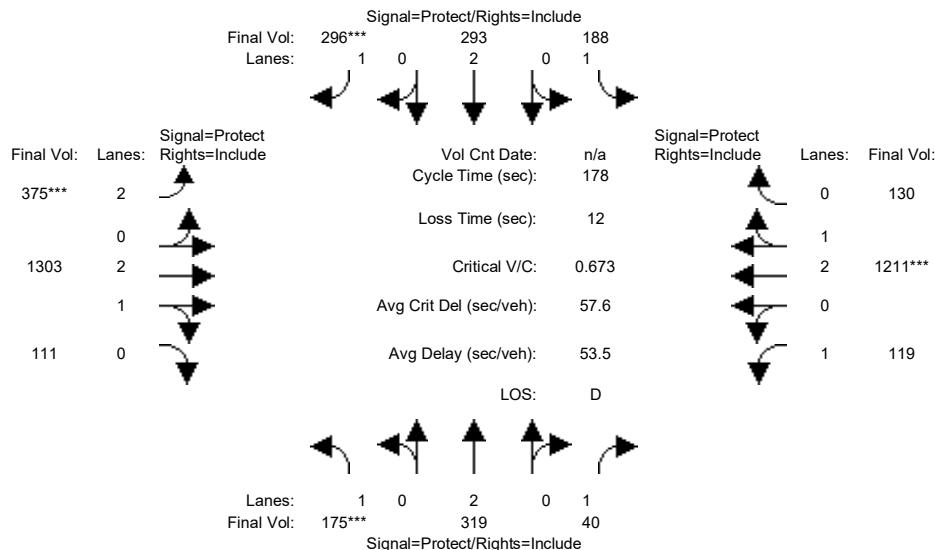 Signal=Protect/Rights=Include
Final Vol: 296*** 293 188
Lanes: 1 0 2 0 1
Signal=Protect
Final Vol: Lanes: Rights=Include
Vol Cnt Date: n/a
Signal=Protect
Rights=Include Lanes: Final Vol:
Cycle Time (sec): 178
375*** 2
0 130
Loss Time (sec): 12
0
1
1303 2
Critical V/C: 0.673
2 1211***
1
Avg Crit Del (sec/veh): 57.6
0
111 0
Avg Delay (sec/veh): 53.5
1 119
LOS: D
Lanes: 1 0 2 0 1
Final Vol: 175*** 319 40
Signal=Protect/Rights=Include